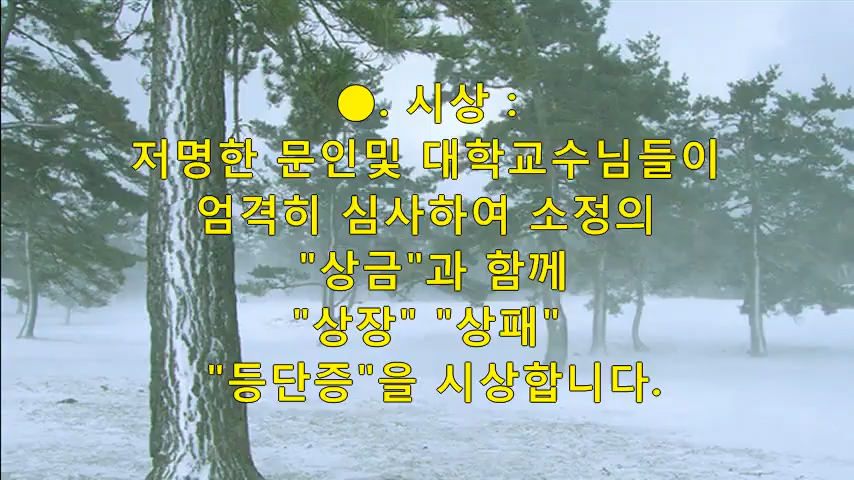 ●. 시상 :
저명한 문인및 대학교수님들이
엄격히 심사하여 소정의
"상금"과 함께
"상장" "상패"
"등단증"을 시상합니다.